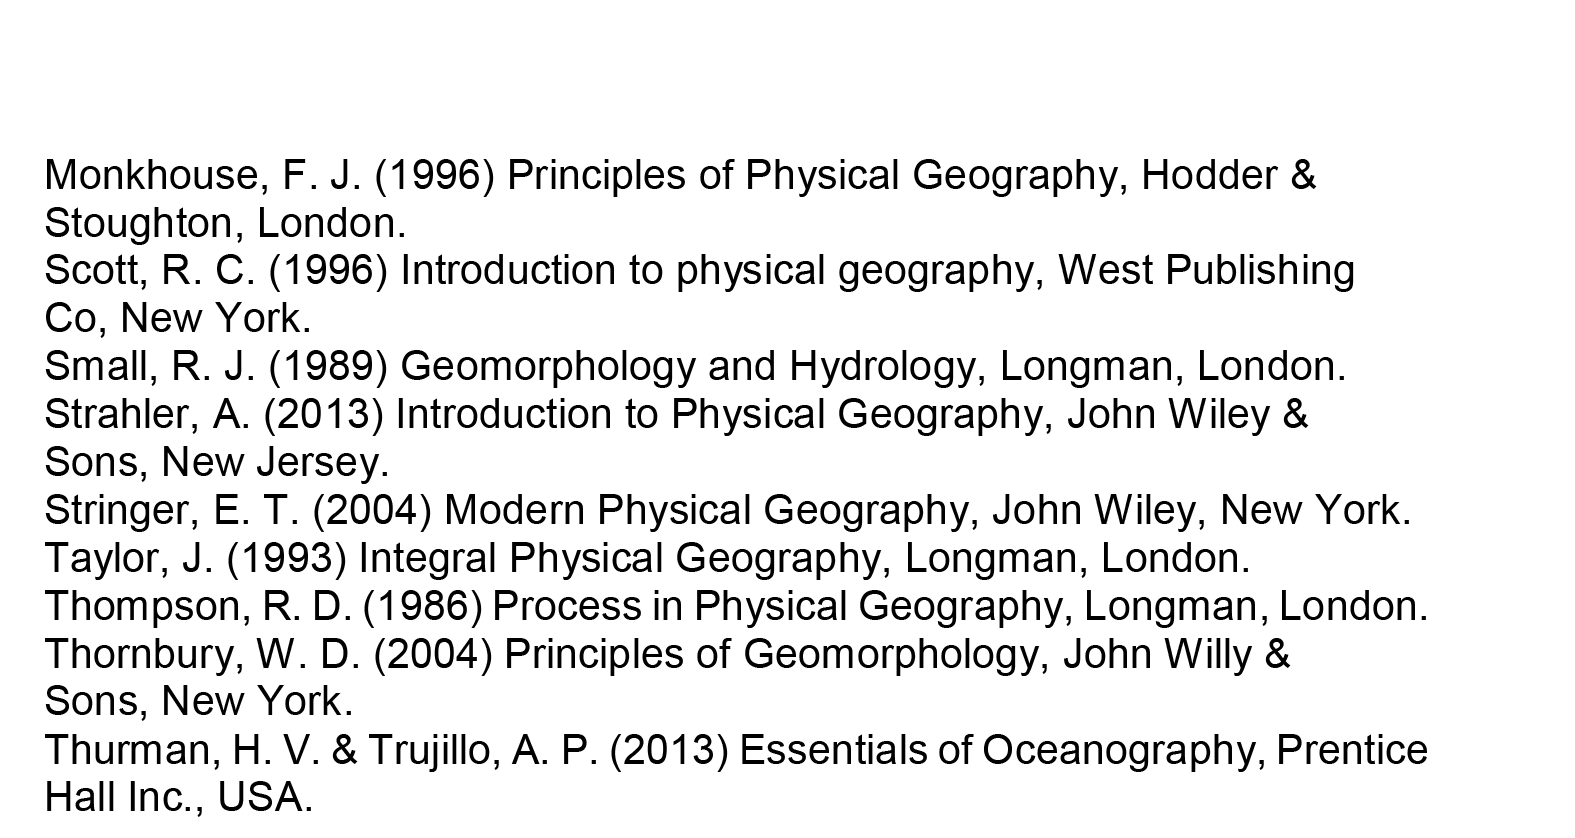 Monkhouse, F. J. (1996) Principles of Physical Geography, Hodder &
Stoughton, London.
Scott, R. C. (1996) Introduction to physical geography, West Publishing
Co, New York.
Small, R. J. (1989) Geomorphology and Hydrology, Longman, London.
Strahler, A. (2013) Introduction to Physical Geography, John Wiley &
Sons, New Jersey.
Stringer, E. T. (2004) Modern Physical Geography, John Wiley, New York.
Taylor, J. (1993) Integral Physical Geography, Longman, London.
Thompson, R. D. (1986) Process in Physical Geography, Longman, London.
Thornbury, W. D. (2004) Principles of Geomorphology, John Willy &
Sons, New York.
Thurman, H. V. & Trujillo, A. P. (2013) Essentials of Oceanography, Prentice
Hall Inc., USA.